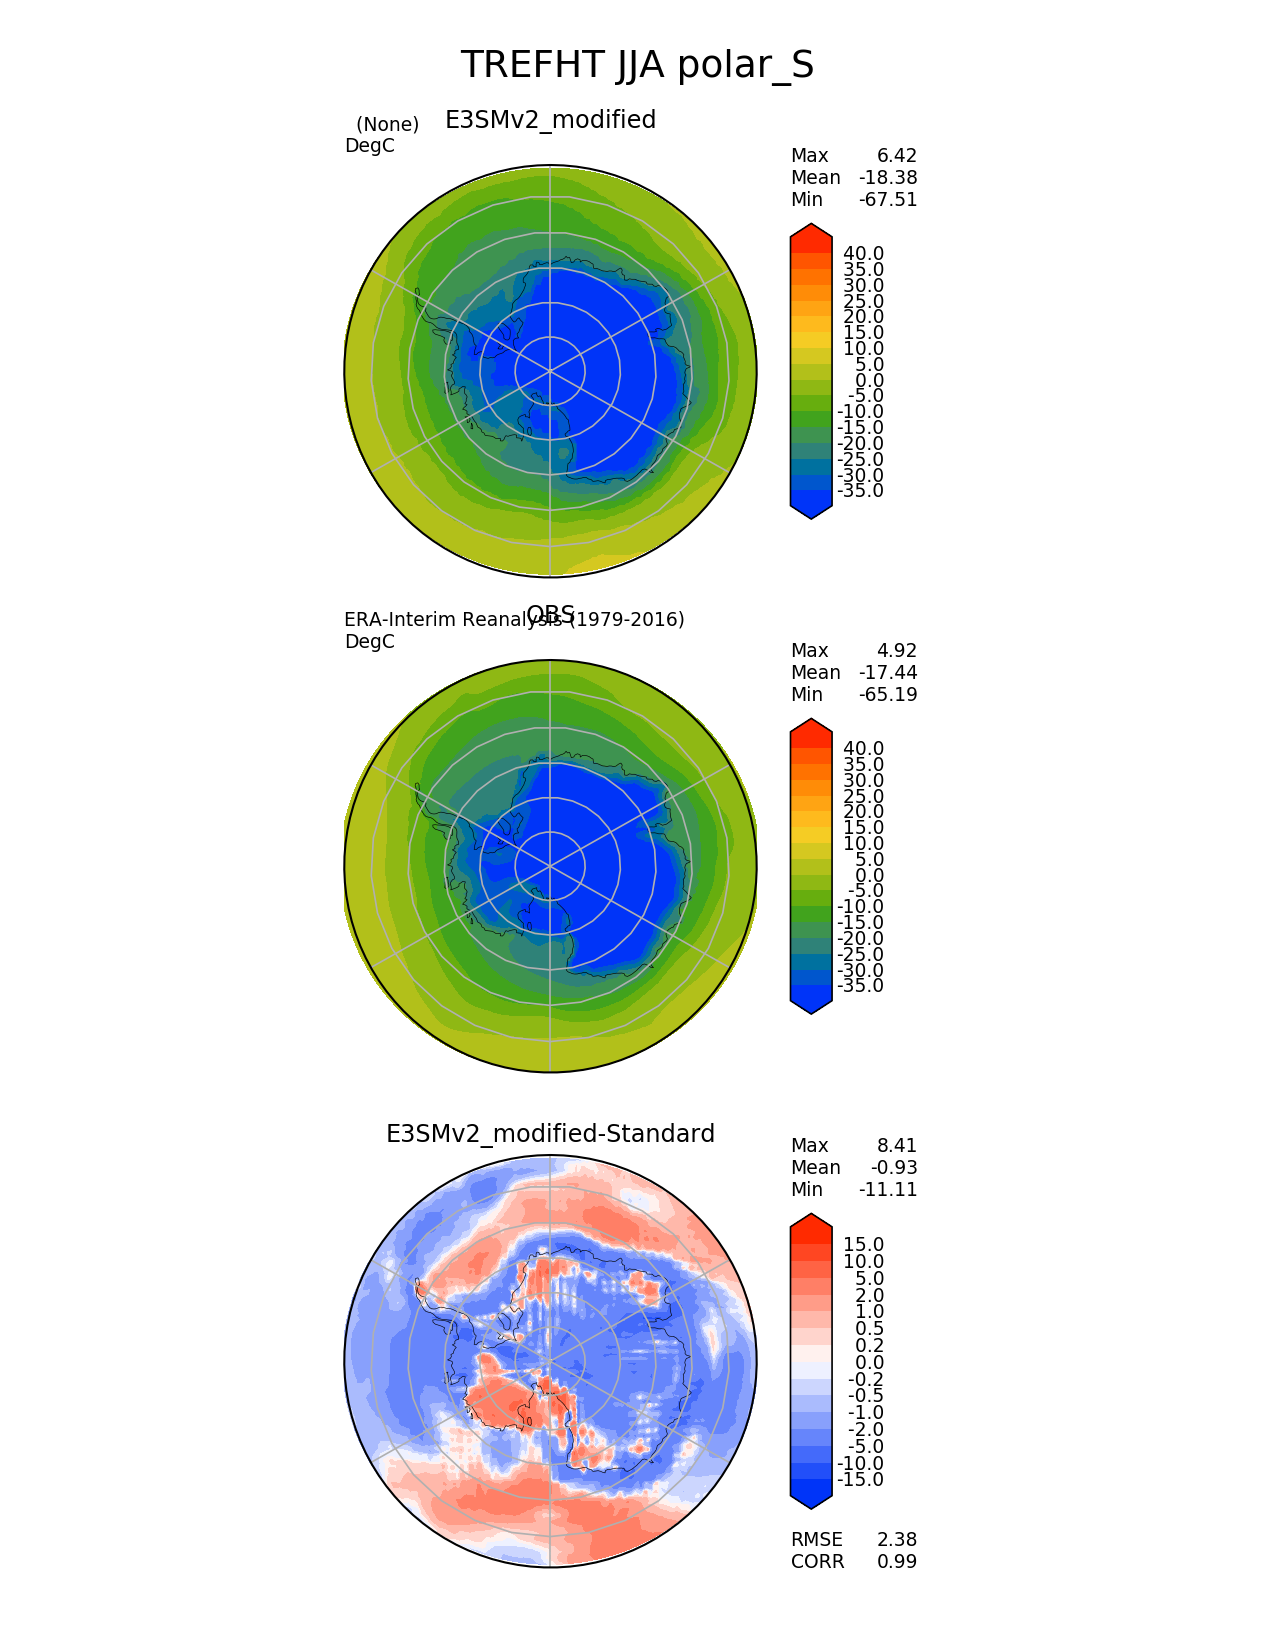 TREFHT JJA polar_S
E3SMv2_modified
(None)
DegC
Max 6.42
Mean -18.38
Min -67.51
40.0
35.0
30.0
25.0
20.0
15.0
10.0
5.0
0.0
-5.0
-10.0
-15.0
-20.0
-25.0
-30.0
-35.0
OBS
ERA-Interim Reanalysis (1979-2016)
DegC
Max 4.92
Mean -17.44
Min -65.19
40.0
35.0
30.0
25.0
20.0
15.0
10.0
5.0
0.0
-5.0
-10.0
-15.0
-20.0
-25.0
-30.0
-35.0
E3SMv2_modified-Standard
Max 8.41
Mean -0.93
Min -11.11
15.0
10.0
5.0
2.0
1.0
0.5
0.2
0.0
-0.2
-0.5
-1.0
-2.0
-5.0
-10.0
-15.0
RMSE 2.38
CORR 0.99